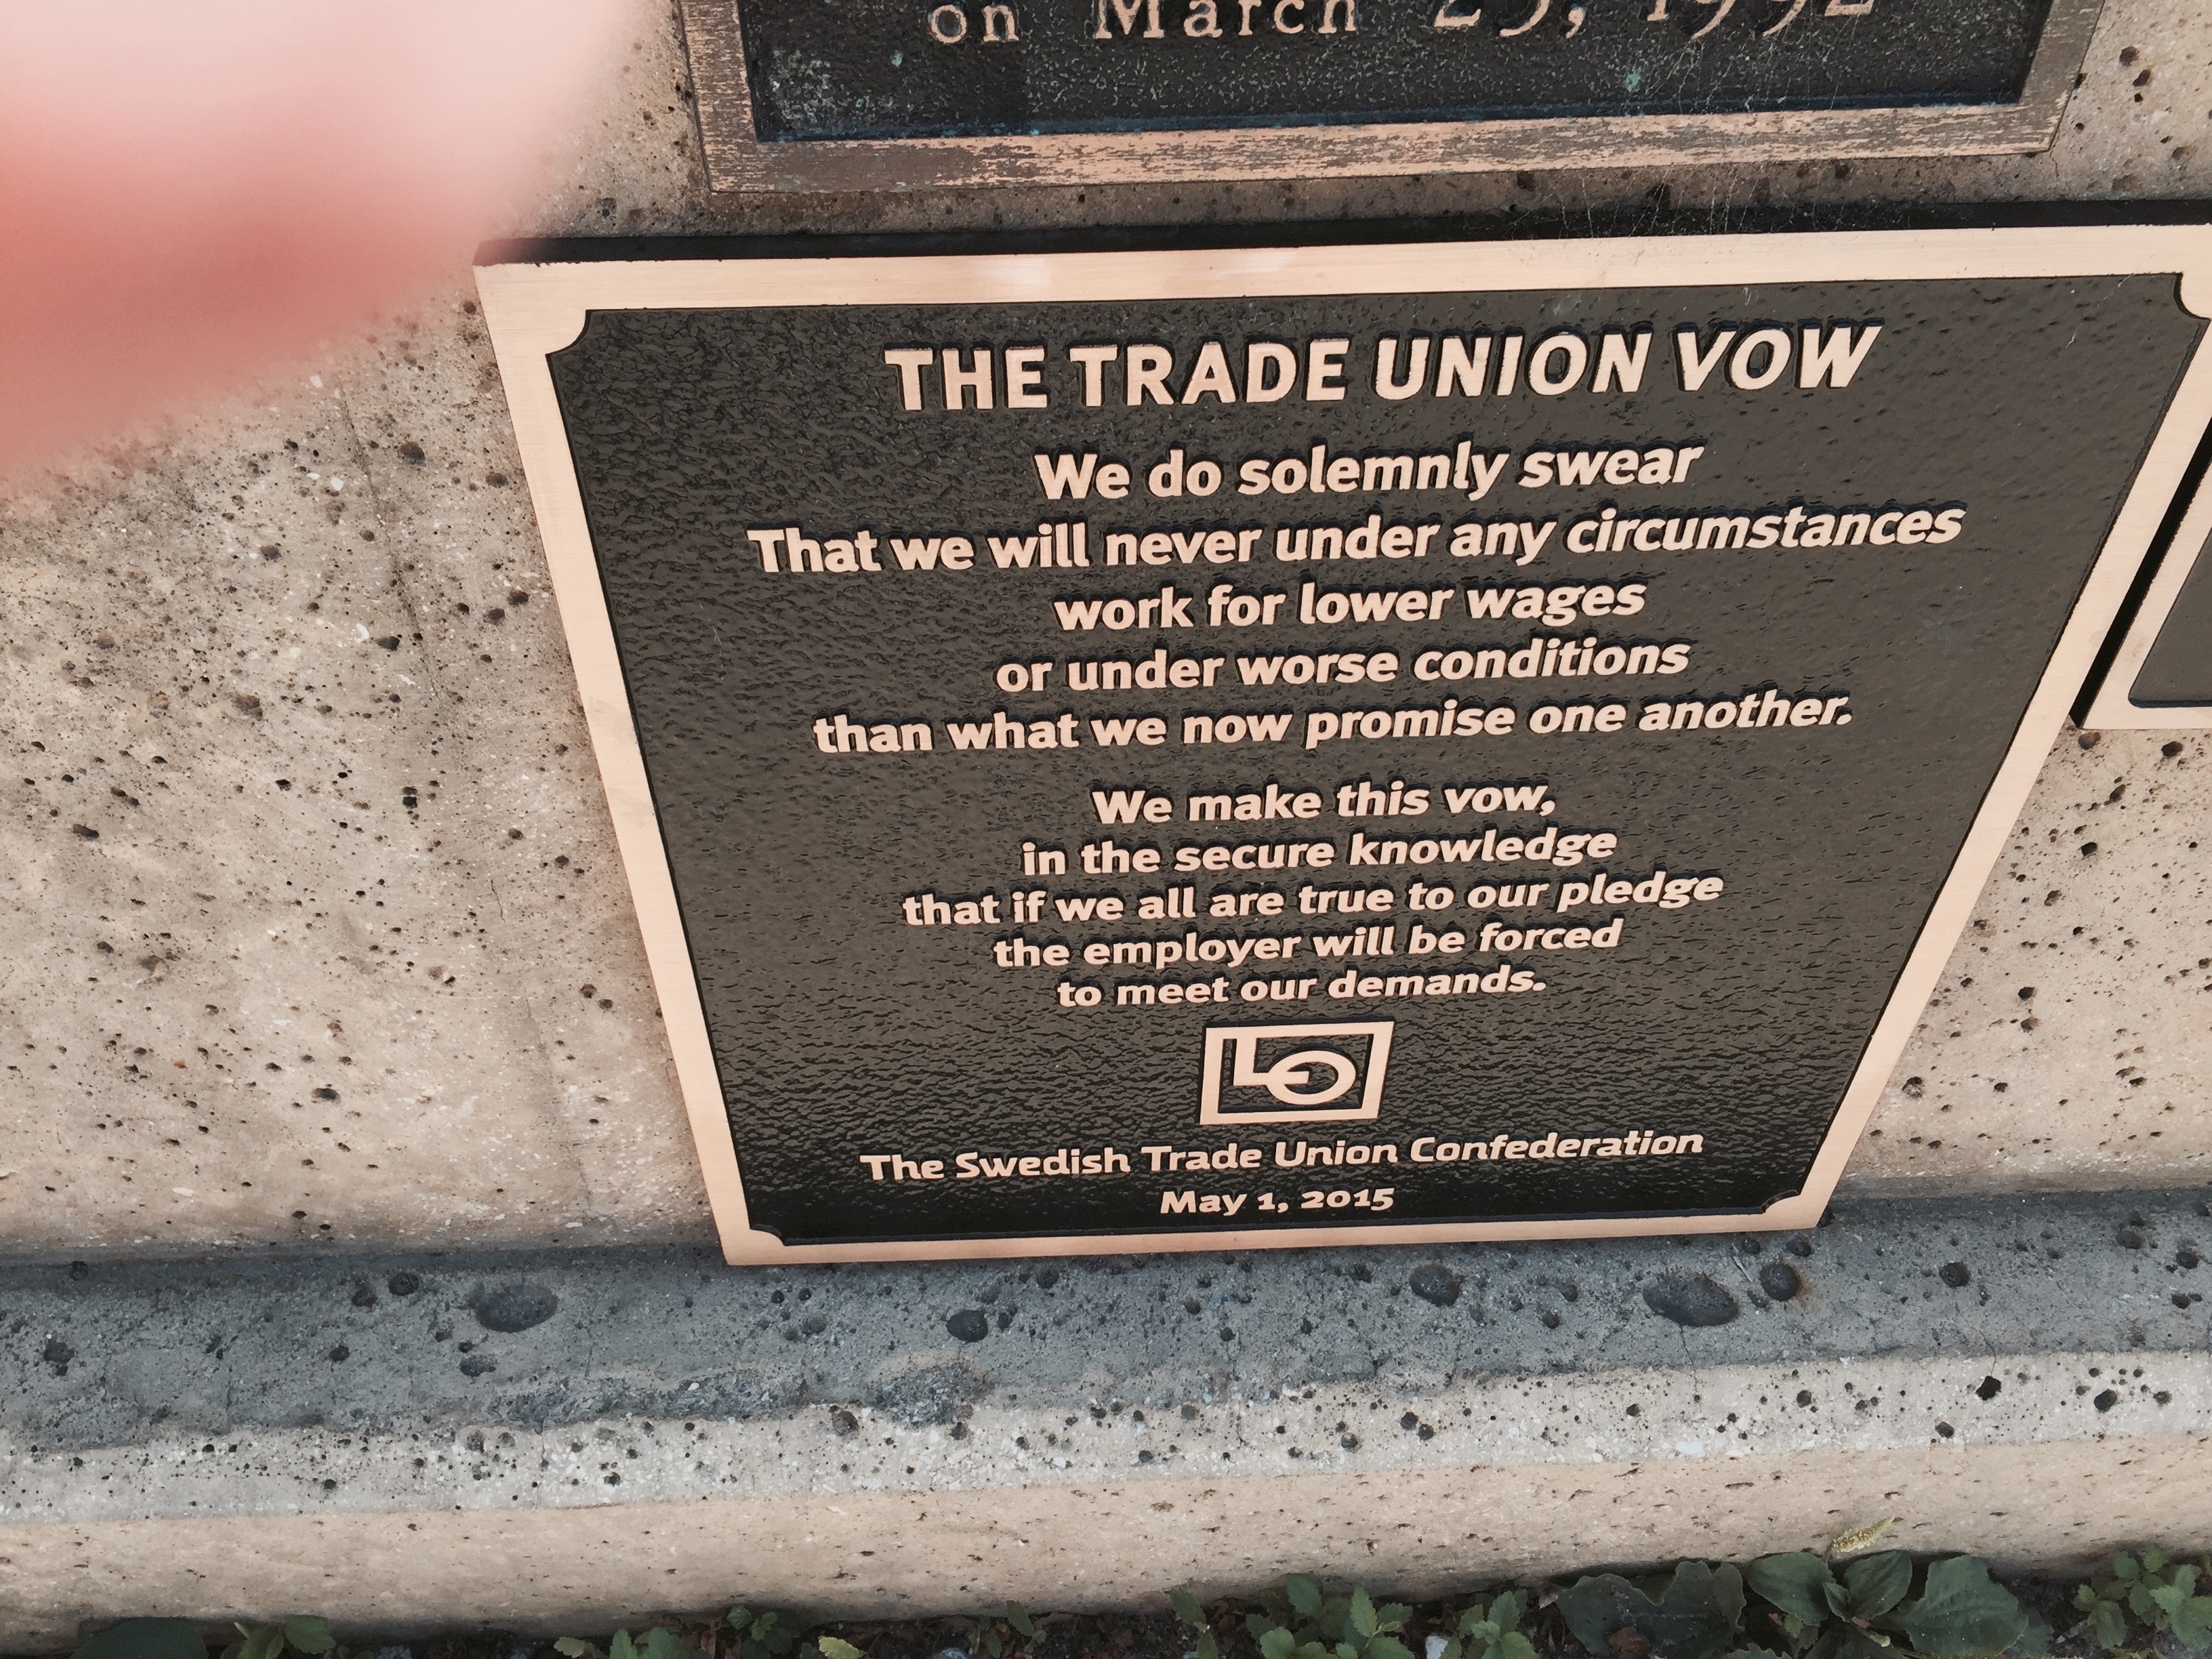 on March 25, 1992
THE TRADE UNION VOW
We do solemnly swear
That we will never under any circumstances
work for lower wages
or under worse conditions
than what we now promise one another.
We make this vow,
in the secure knowledge
that if we all are true to our pledge
the employer will be forced
to meet our demands.
LO
The Swedish Trade Union Confederation
May 1, 2015